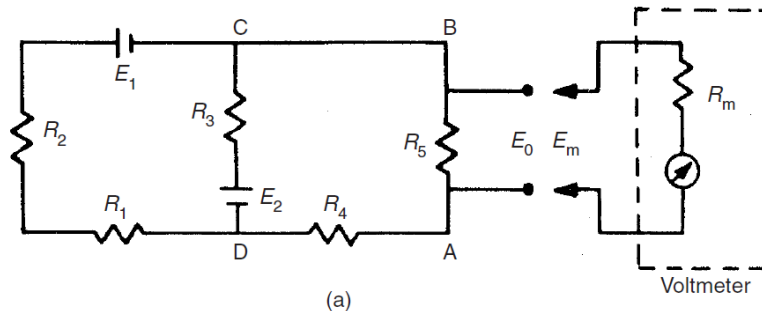 C B
E1
R2 R3 Rm
R5 E0 Em
R1 E2 R4
D A
Voltmeter
(a)